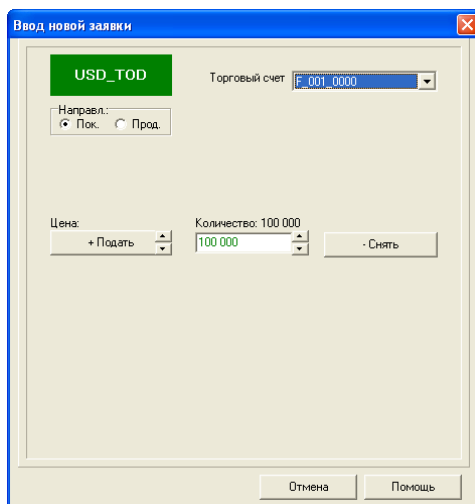 Ввод новой заявки
USD_TOD
Торговый счет
F_001_0000
Направл.:
Пок.
Прод.
Цена:
Количество: 100 000
+ Подать
100 000
- Снять
Отмена
Помощь